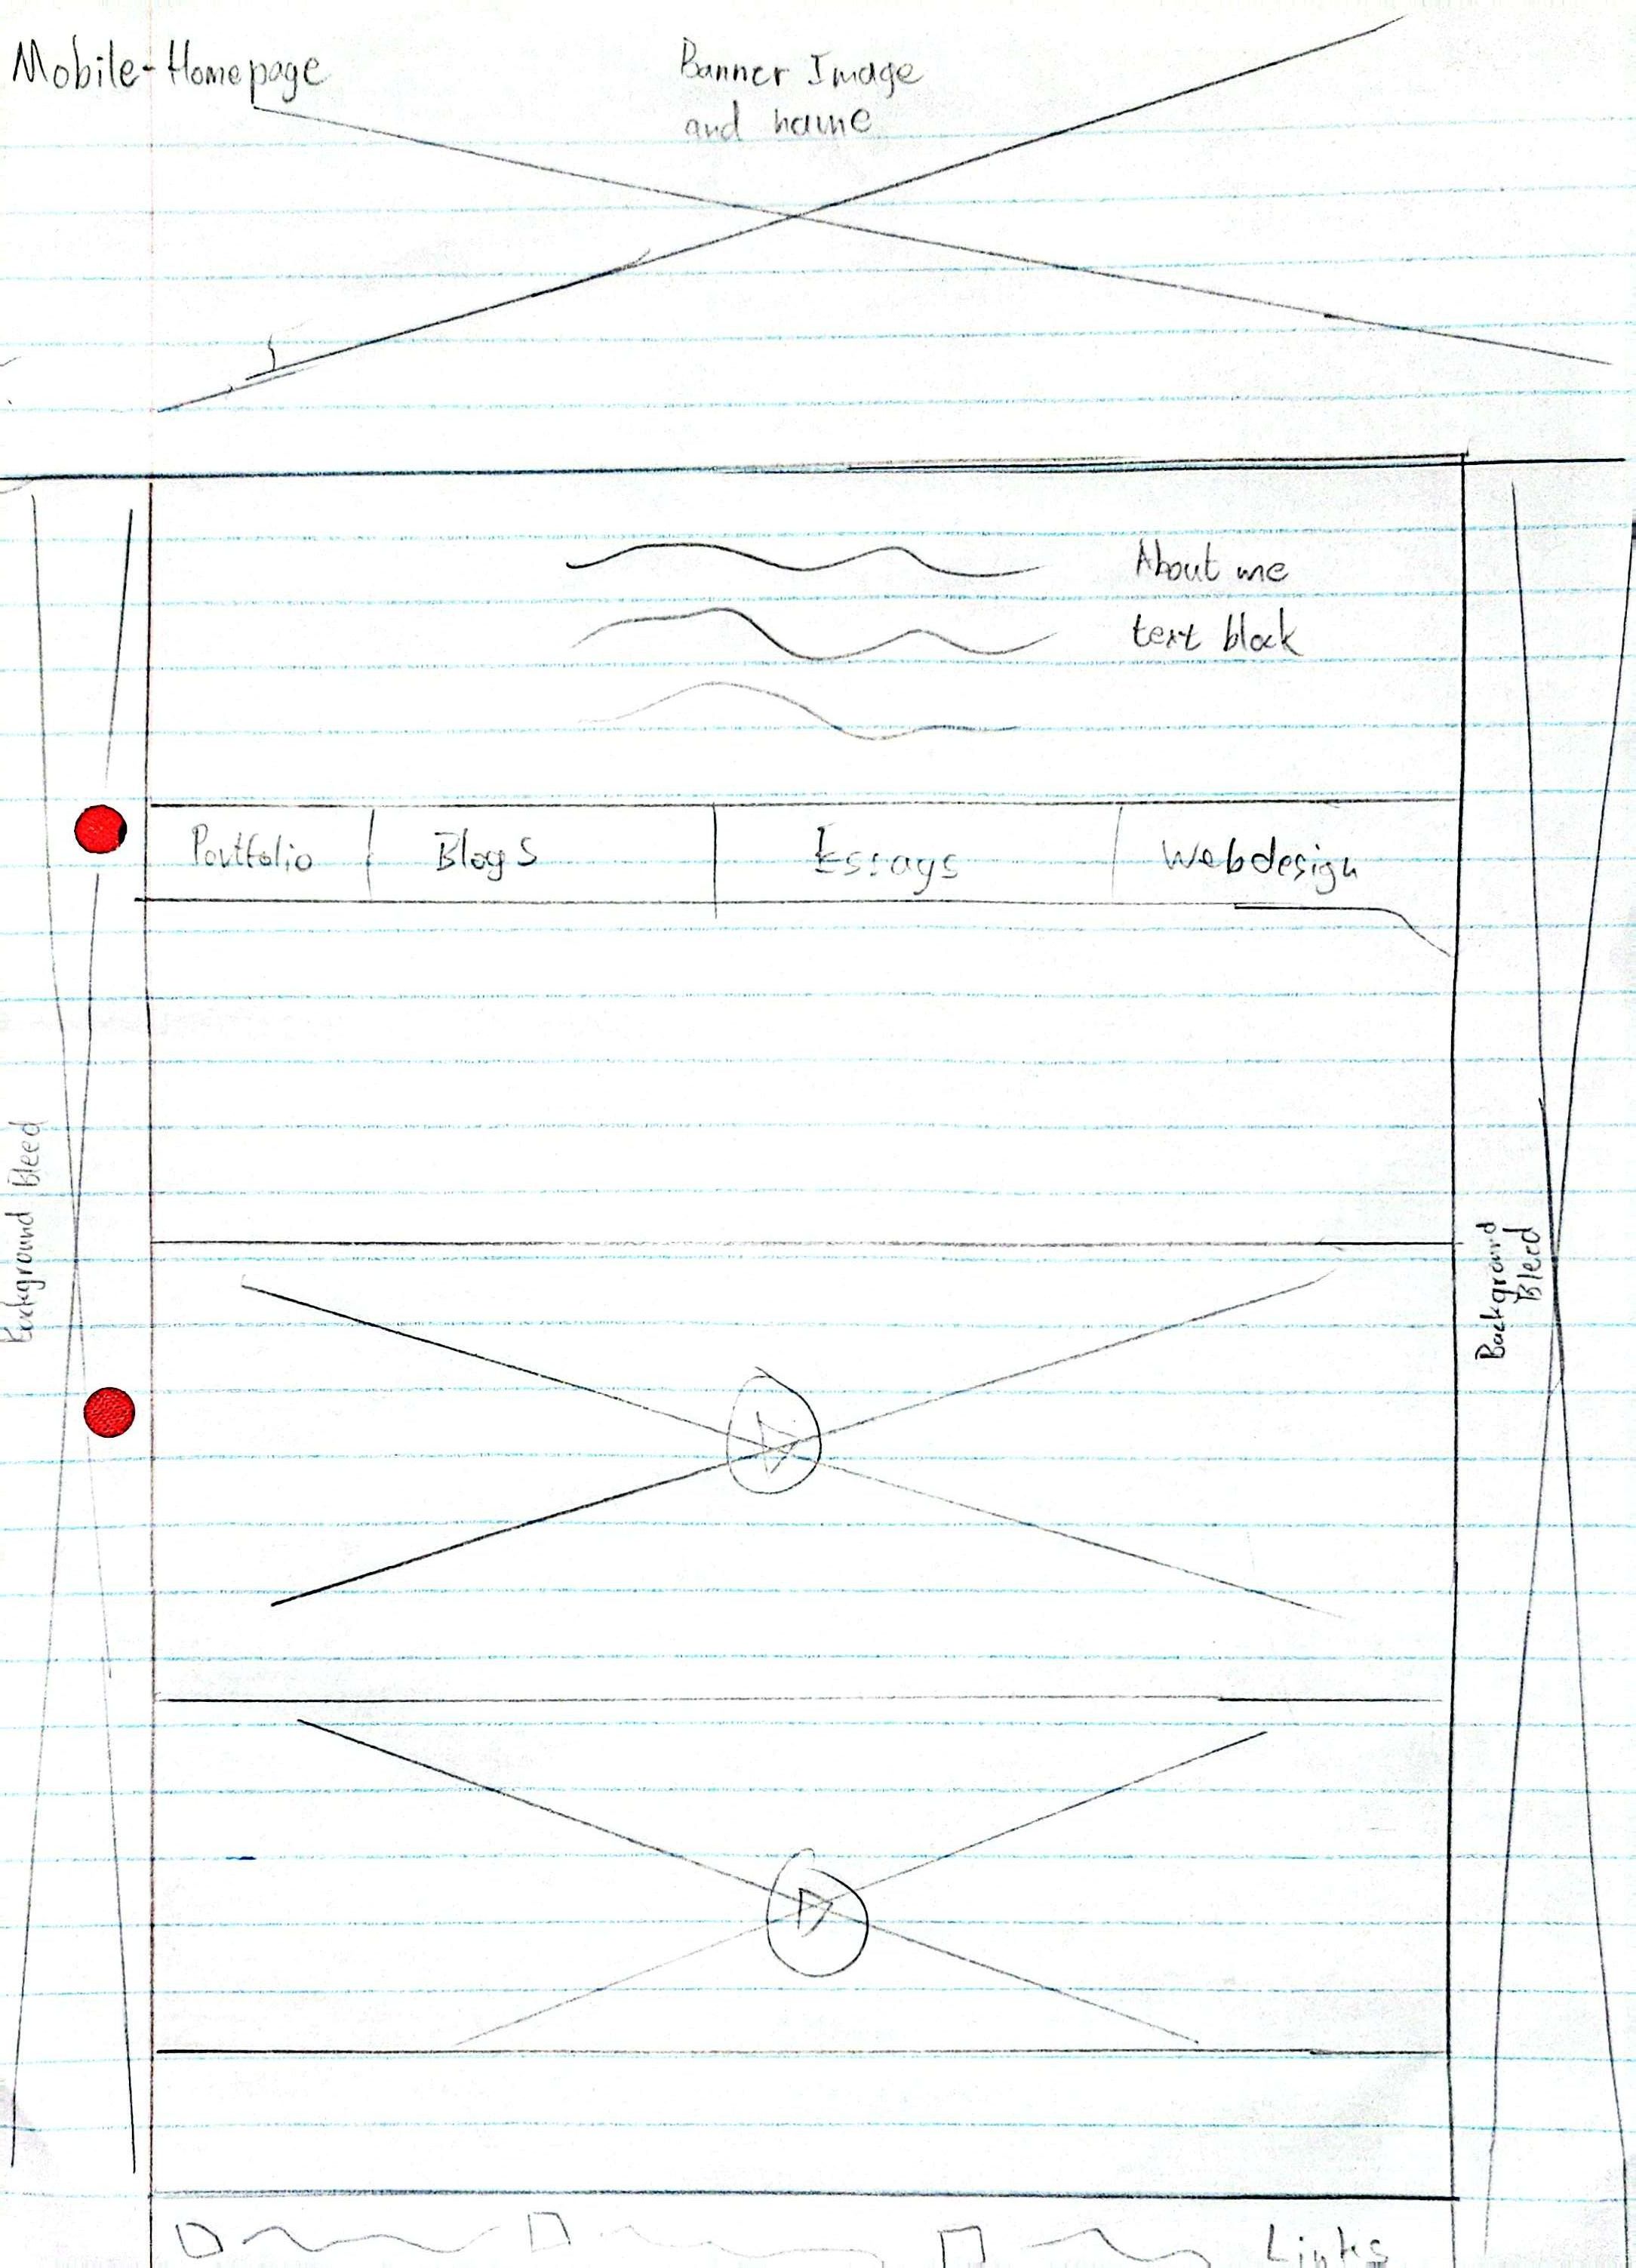 Mobile-Homepage
Banner Image
and name
About me
text block
Portfolio
Blogs
Essays
Webdesign
Background Bleed
Background
Bleed
Links